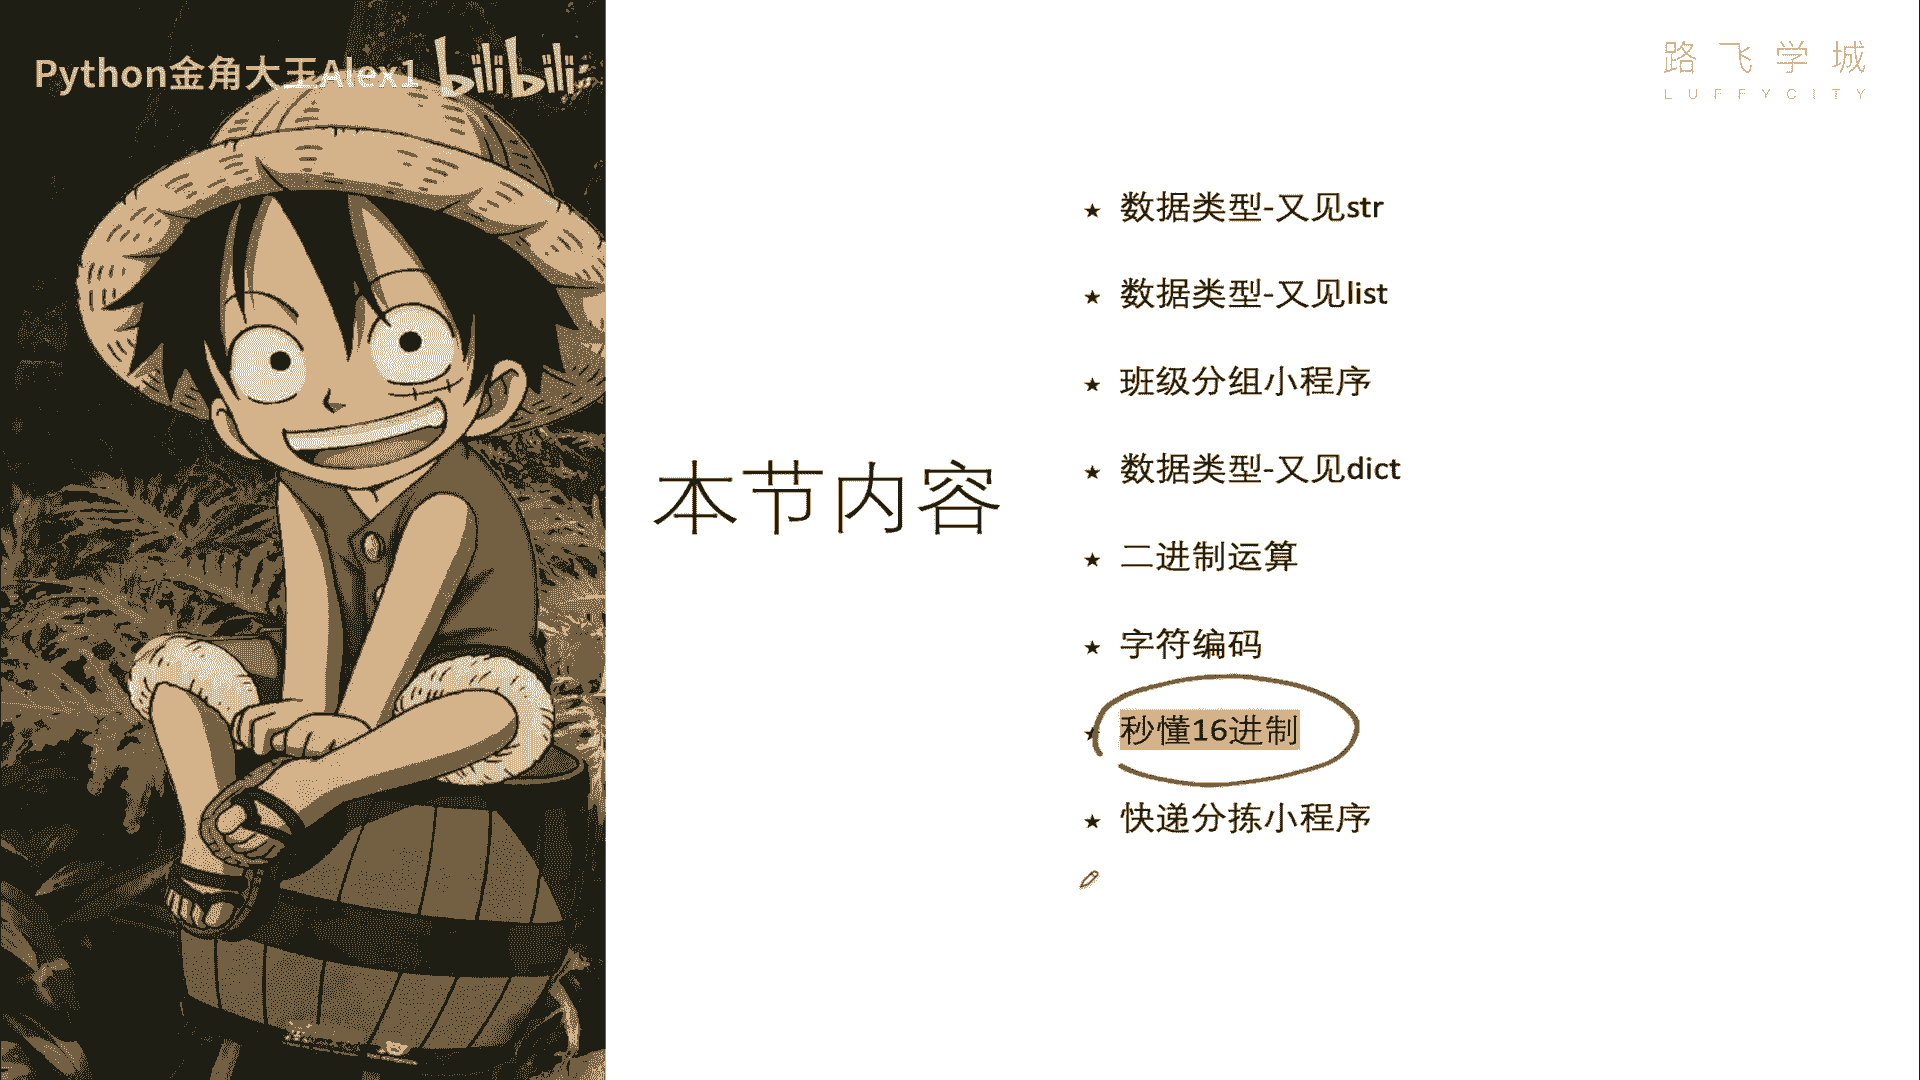 Python金角大王Alex1 bilibili
路飞学城
LUFFYCITY
本节内容
数据类型-又见str
数据类型-又见list
班级分组小程序
数据类型-又见dict
二进制运算
字符编码
秒懂16进制
快递分拣小程序